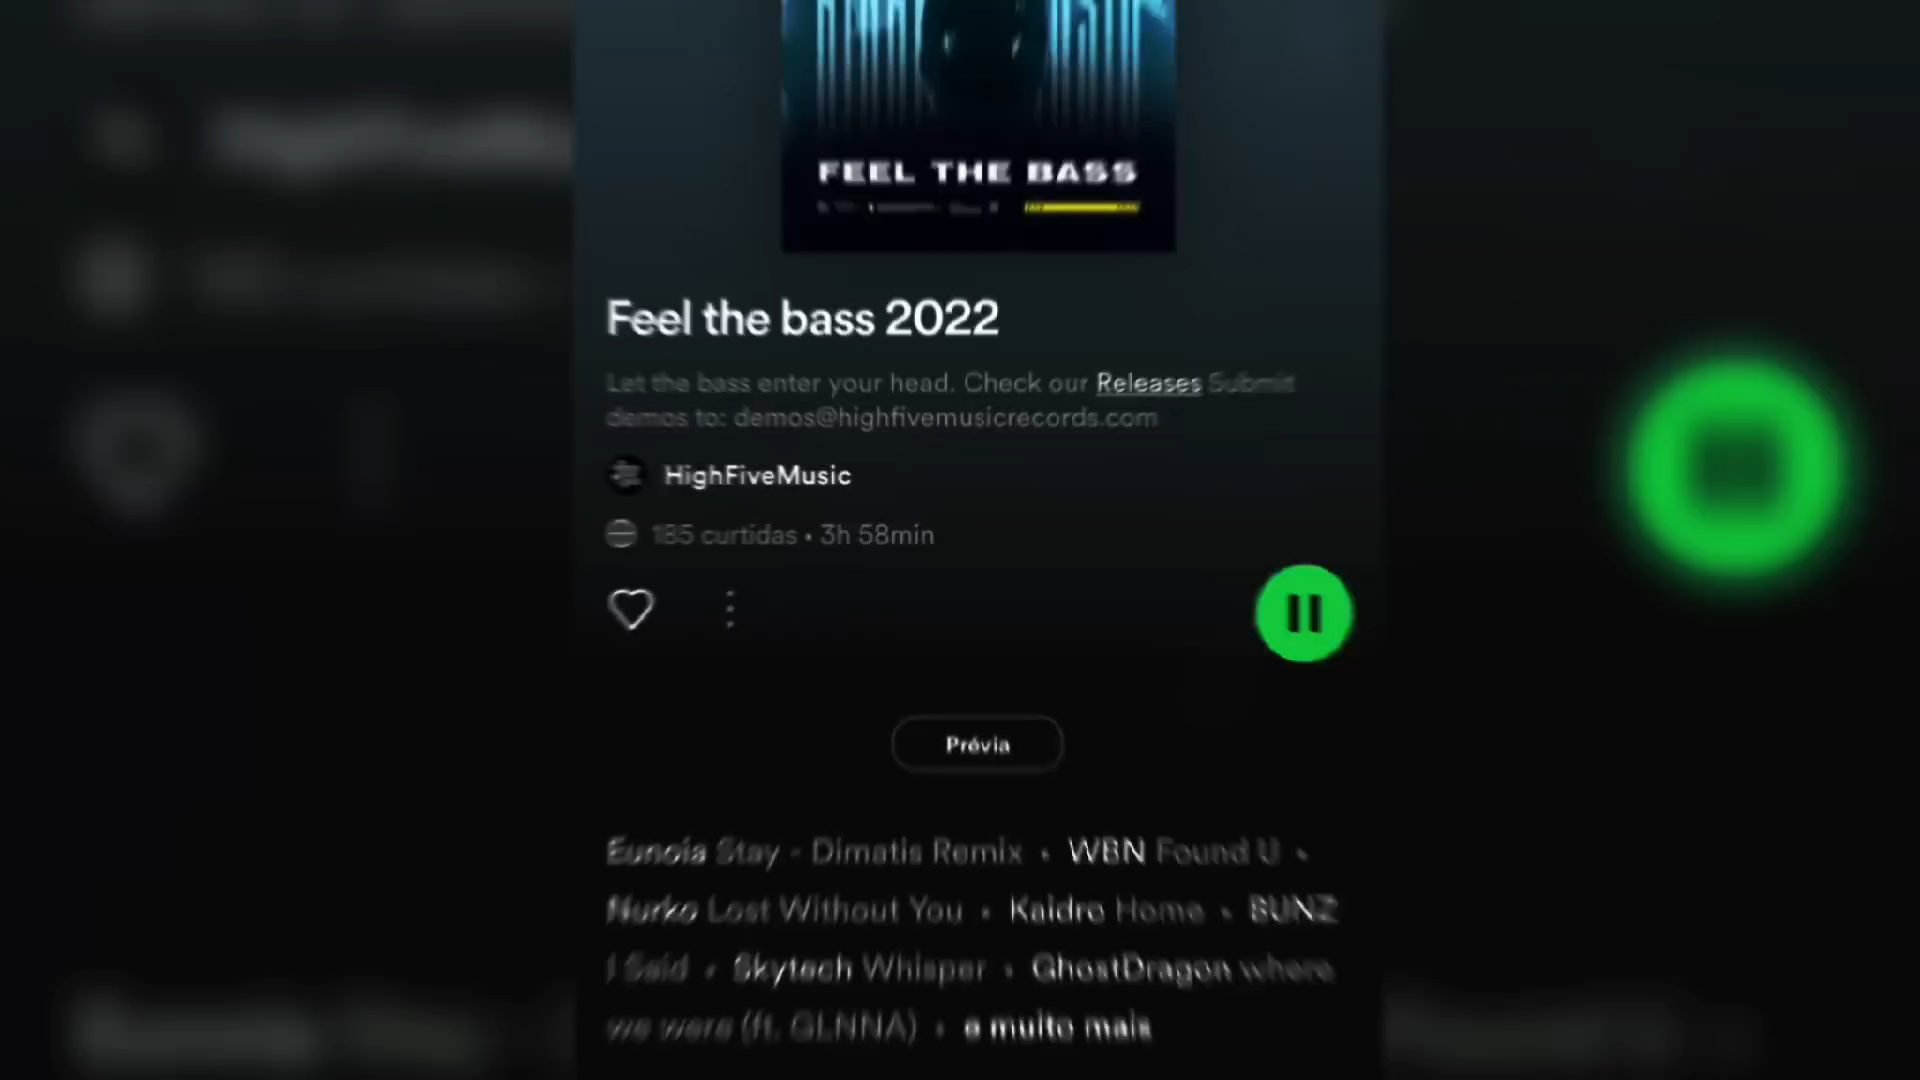 FEEL THE BASS
Feel the bass 2022
Let the bass enter your head. Check our Releases Submit
demos to: demos@highfivemusicrecords.com
HighFiveMusic
185 curtidas • 3h 58min
Prévia
Eunoia Stay - Dimatis Remix • WBN Found U •
Nurko Lost Without You • Kaidro Home • BUNZ
I Said • Skytech Whisper • GhostDragon where
we were (ft. GLNNA) • e muito mais